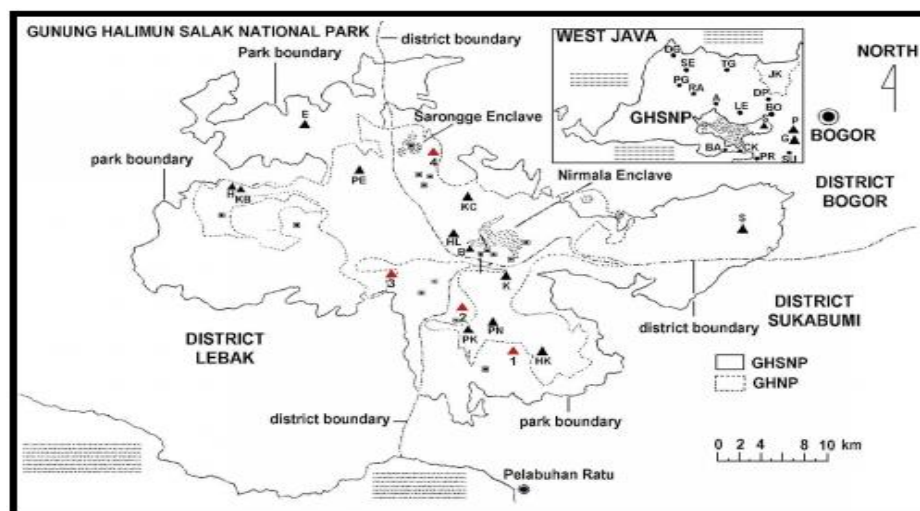 GUNUNG HALIMUN SALAK NATIONAL PARK
Park boundary
district boundary
WEST JAVA
DG
SE
TG
JK
PG
RA
A
DP
LE
BO
S
P
G
GHSNP
BA
CK
PR
SU
NORTH
BOGOR
E
Sarongge Enclave
park boundary
4
PE
H
KB
KC
Nirmala Enclave
DISTRICT
BOGOR
S
HL
B
3
K
DISTRICT
SUKABUMI
2
DISTRICT
LEBAK
PK
PN
1
HK
district boundary
GHSNP
GHNP
district boundary
park boundary
0 2 4 6 8 10 km
Pelabuhan Ratu